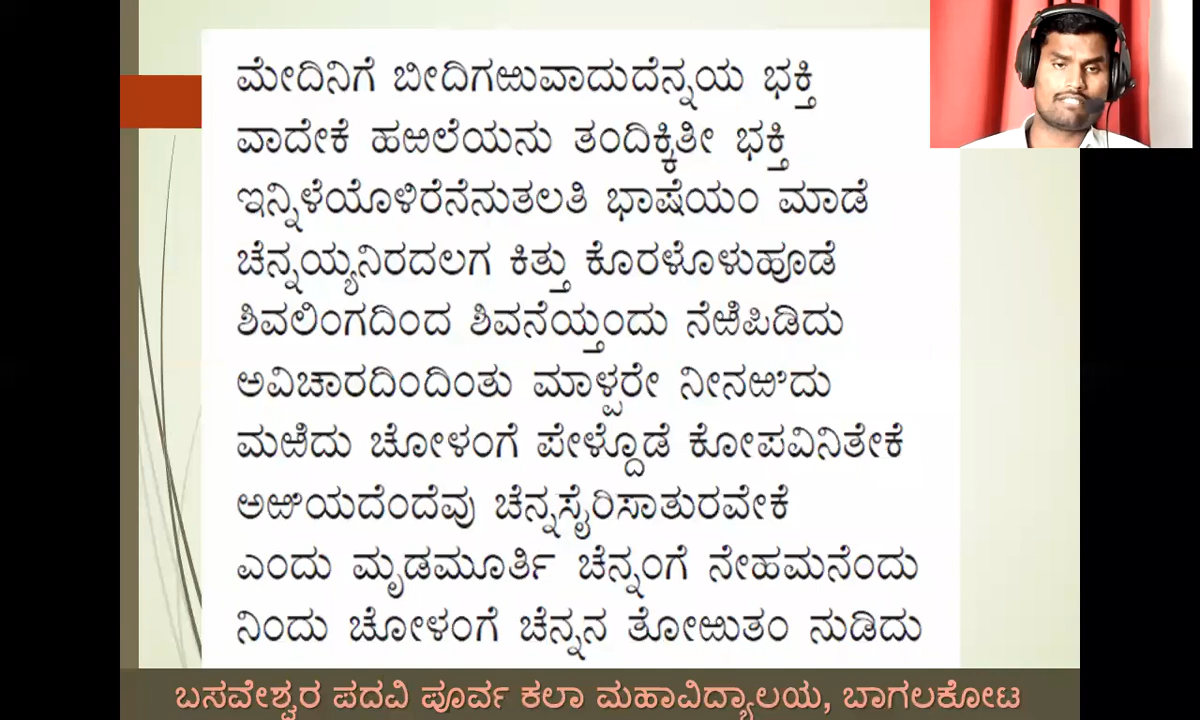 ಮೇದಿನಿಗೆ ಬೀದಿಗಱುವಾದುದೆನ್ನಯ ಭಕ್ತಿ
ವಾದೇಕೆ ಹಱಲೆಯನು ತಂದಿಕ್ಕಿತೀ ಭಕ್ತಿ
ಇನ್ನಿಳೆಯೊಳಿರೆನೆನುತಲತಿ ಭಾಷೆಯಂ ಮಾಡೆ
ಚೆನ್ನಯ್ಯನಿರದಲಗ ಕಿತ್ತು ಕೊರಳೊಳುಹೂಡೆ
ಶಿವಲಿಂಗದಿಂದ ಶಿವನೆಯ್ತಂದು ನೆಱೆಪಿಡಿದು
ಅವಿಚಾರದಿಂದಿಂತು ಮಾಳ್ಪರೇ ನೀನಱಿದು
ಮಱೆದು ಚೋಳಂಗೆ ಪೇಳ್ದೊಡೆ ಕೋಪವಿನಿತೇಕೆ
ಅಱಿಯದೆಂದೆವು ಚೆನ್ನಸೈರಿಸಾತುರವೇಕೆ
ಎಂದು ಮೃಡಮೂರ್ತಿ ಚೆನ್ನಂಗೆ ನೇಹಮನೆಂದು
ನಿಂದು ಚೋಳಂಗೆ ಚೆನ್ನನ ತೋಱುತಂ ನುಡಿದು
ಬಸವೇಶ್ವರ ಪದವಿ ಪೂರ್ವ ಕಲಾ ಮಹಾವಿದ್ಯಾಲಯ, ಬಾಗಲಕೋಟ